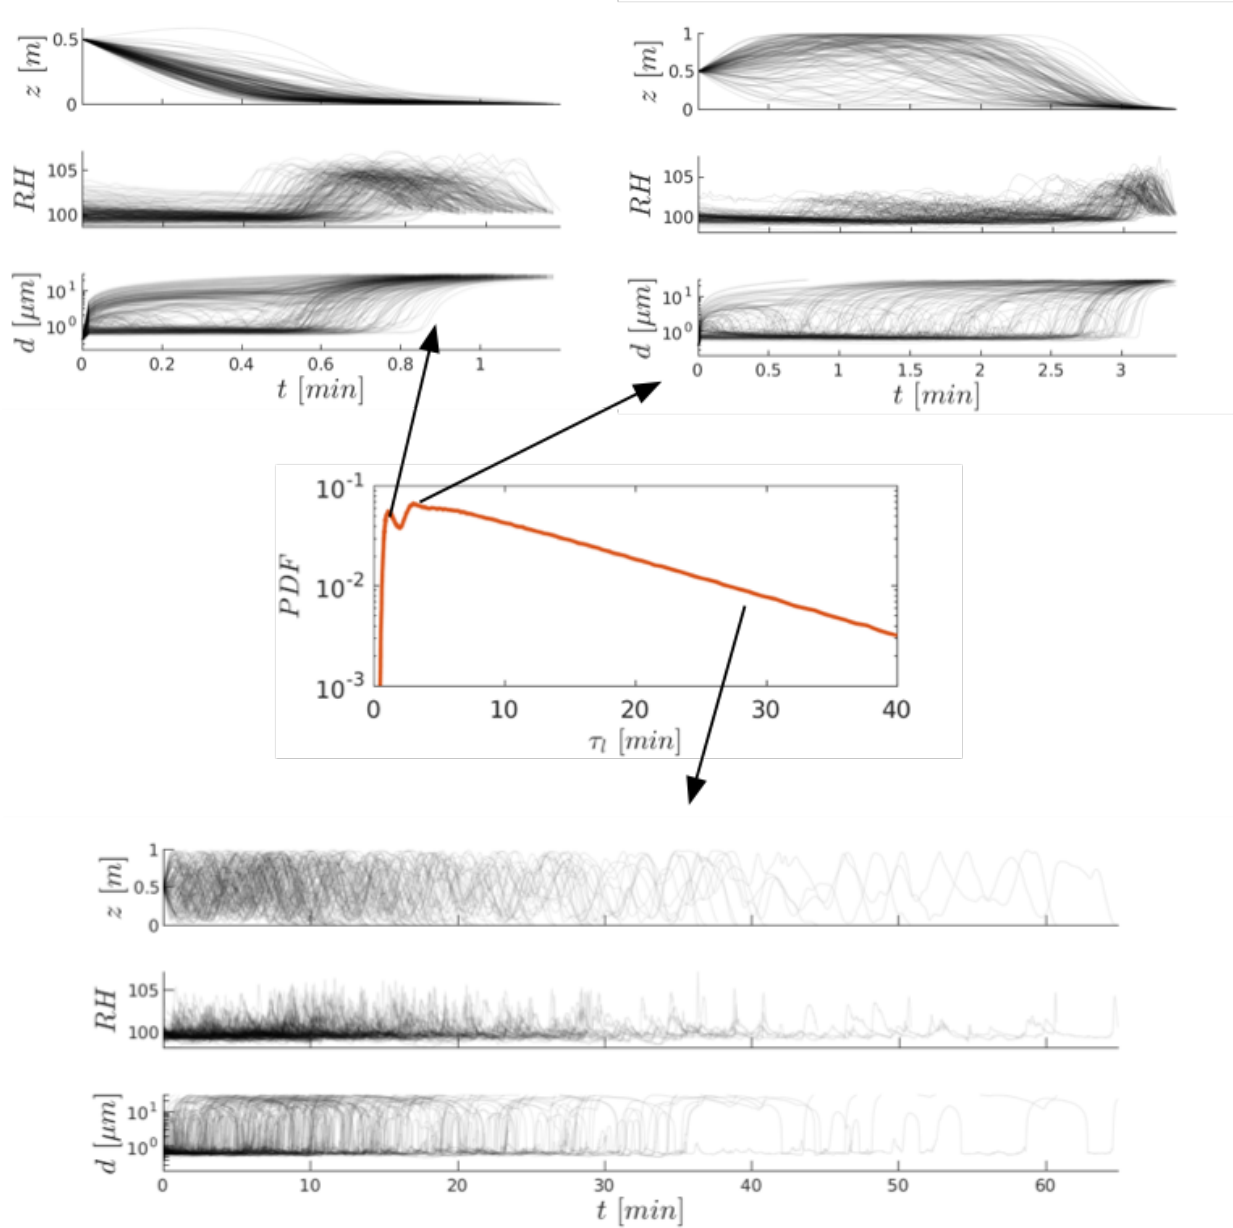 z [m]
0.5
0
RH
105
100
d [μm]
10¹
10⁰
0 0.2 0.4 0.6 0.8 1
t [min]
z [m]
1
0.5
0
RH
105
100
d [μm]
10¹
10⁰
0 0.5 1 1.5 2 2.5 3
t [min]
PDF
10⁻¹
10⁻²
10⁻³
0 10 20 30 40
τₗ [min]
z [m]
1
0.5
0
RH
105
100
d [μm]
10¹
10⁰
0 10 20 30 40 50 60
t [min]